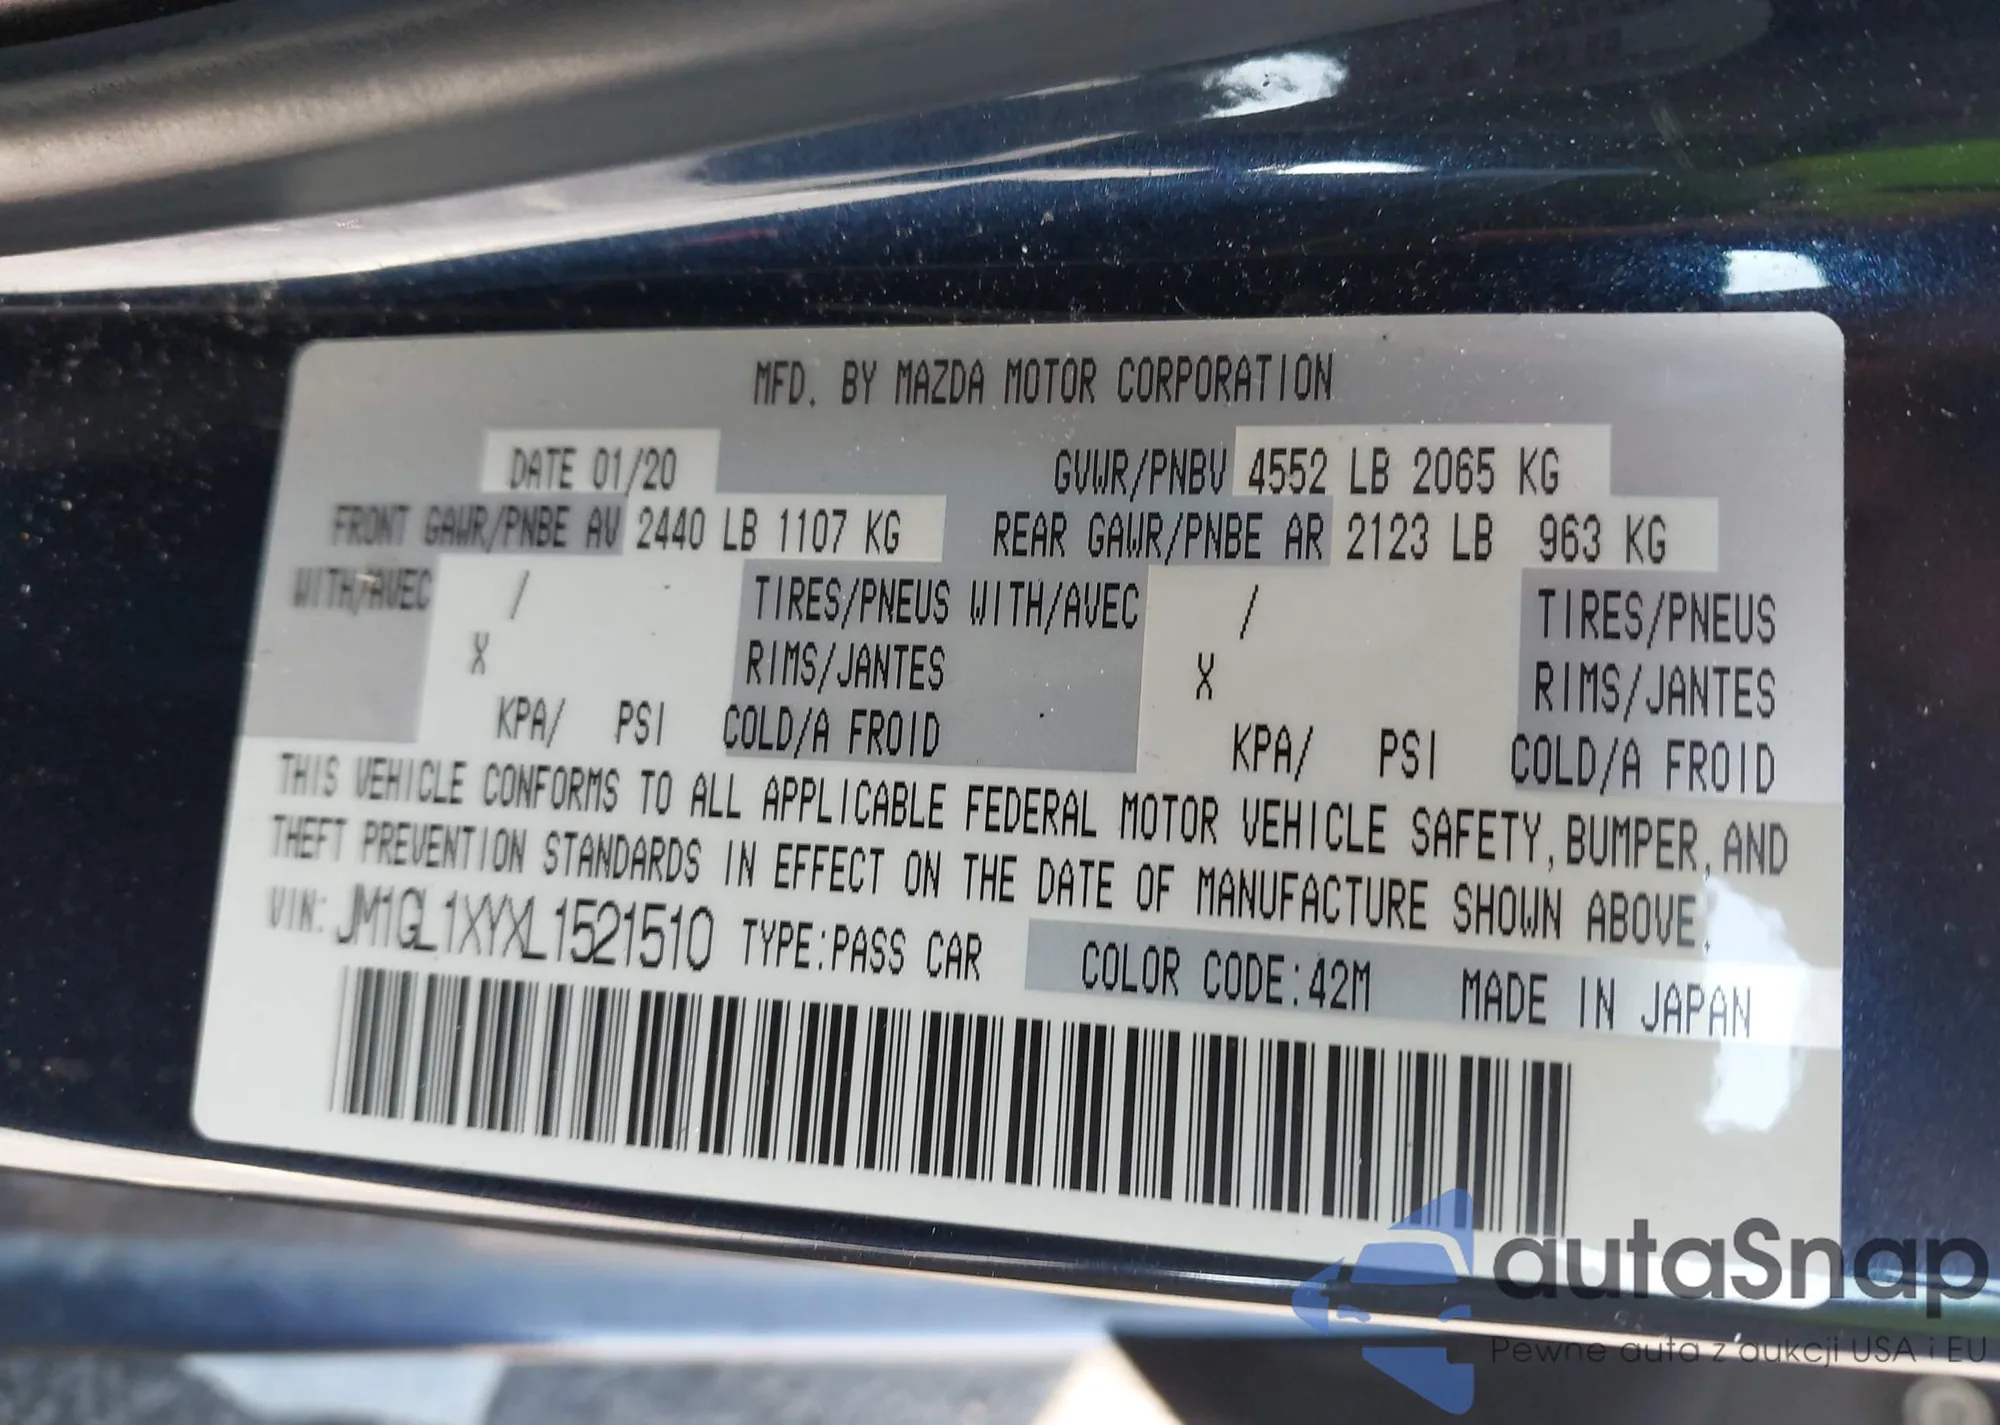 MFD. BY MAZDA MOTOR CORPORATION
DATE 01/20 GVWR/PNBV 4552 LB 2065 KG
FRONT GAWR/PNBE AV 2440 LB 1107 KG REAR GAWR/PNBE AR 2123 LB 963 KG
WITH/AVEC / TIRES/PNEUS WITH/AVEC / TIRES/PNEUS
X RIMS/JANTES X RIMS/JANTES
KPA/ PSI COLD/A FROID KPA/ PSI COLD/A FROID
THIS VEHICLE CONFORMS TO ALL APPLICABLE FEDERAL MOTOR VEHICLE SAFETY, BUMPER, AND
THEFT PREVENTION STANDARDS IN EFFECT ON THE DATE OF MANUFACTURE SHOWN ABOVE.
VIN: JM1GL1XYXL1521510 TYPE:PASS CAR COLOR CODE:42M MADE IN JAPAN
autaSnap
Pewne auta z aukcji USA i EU